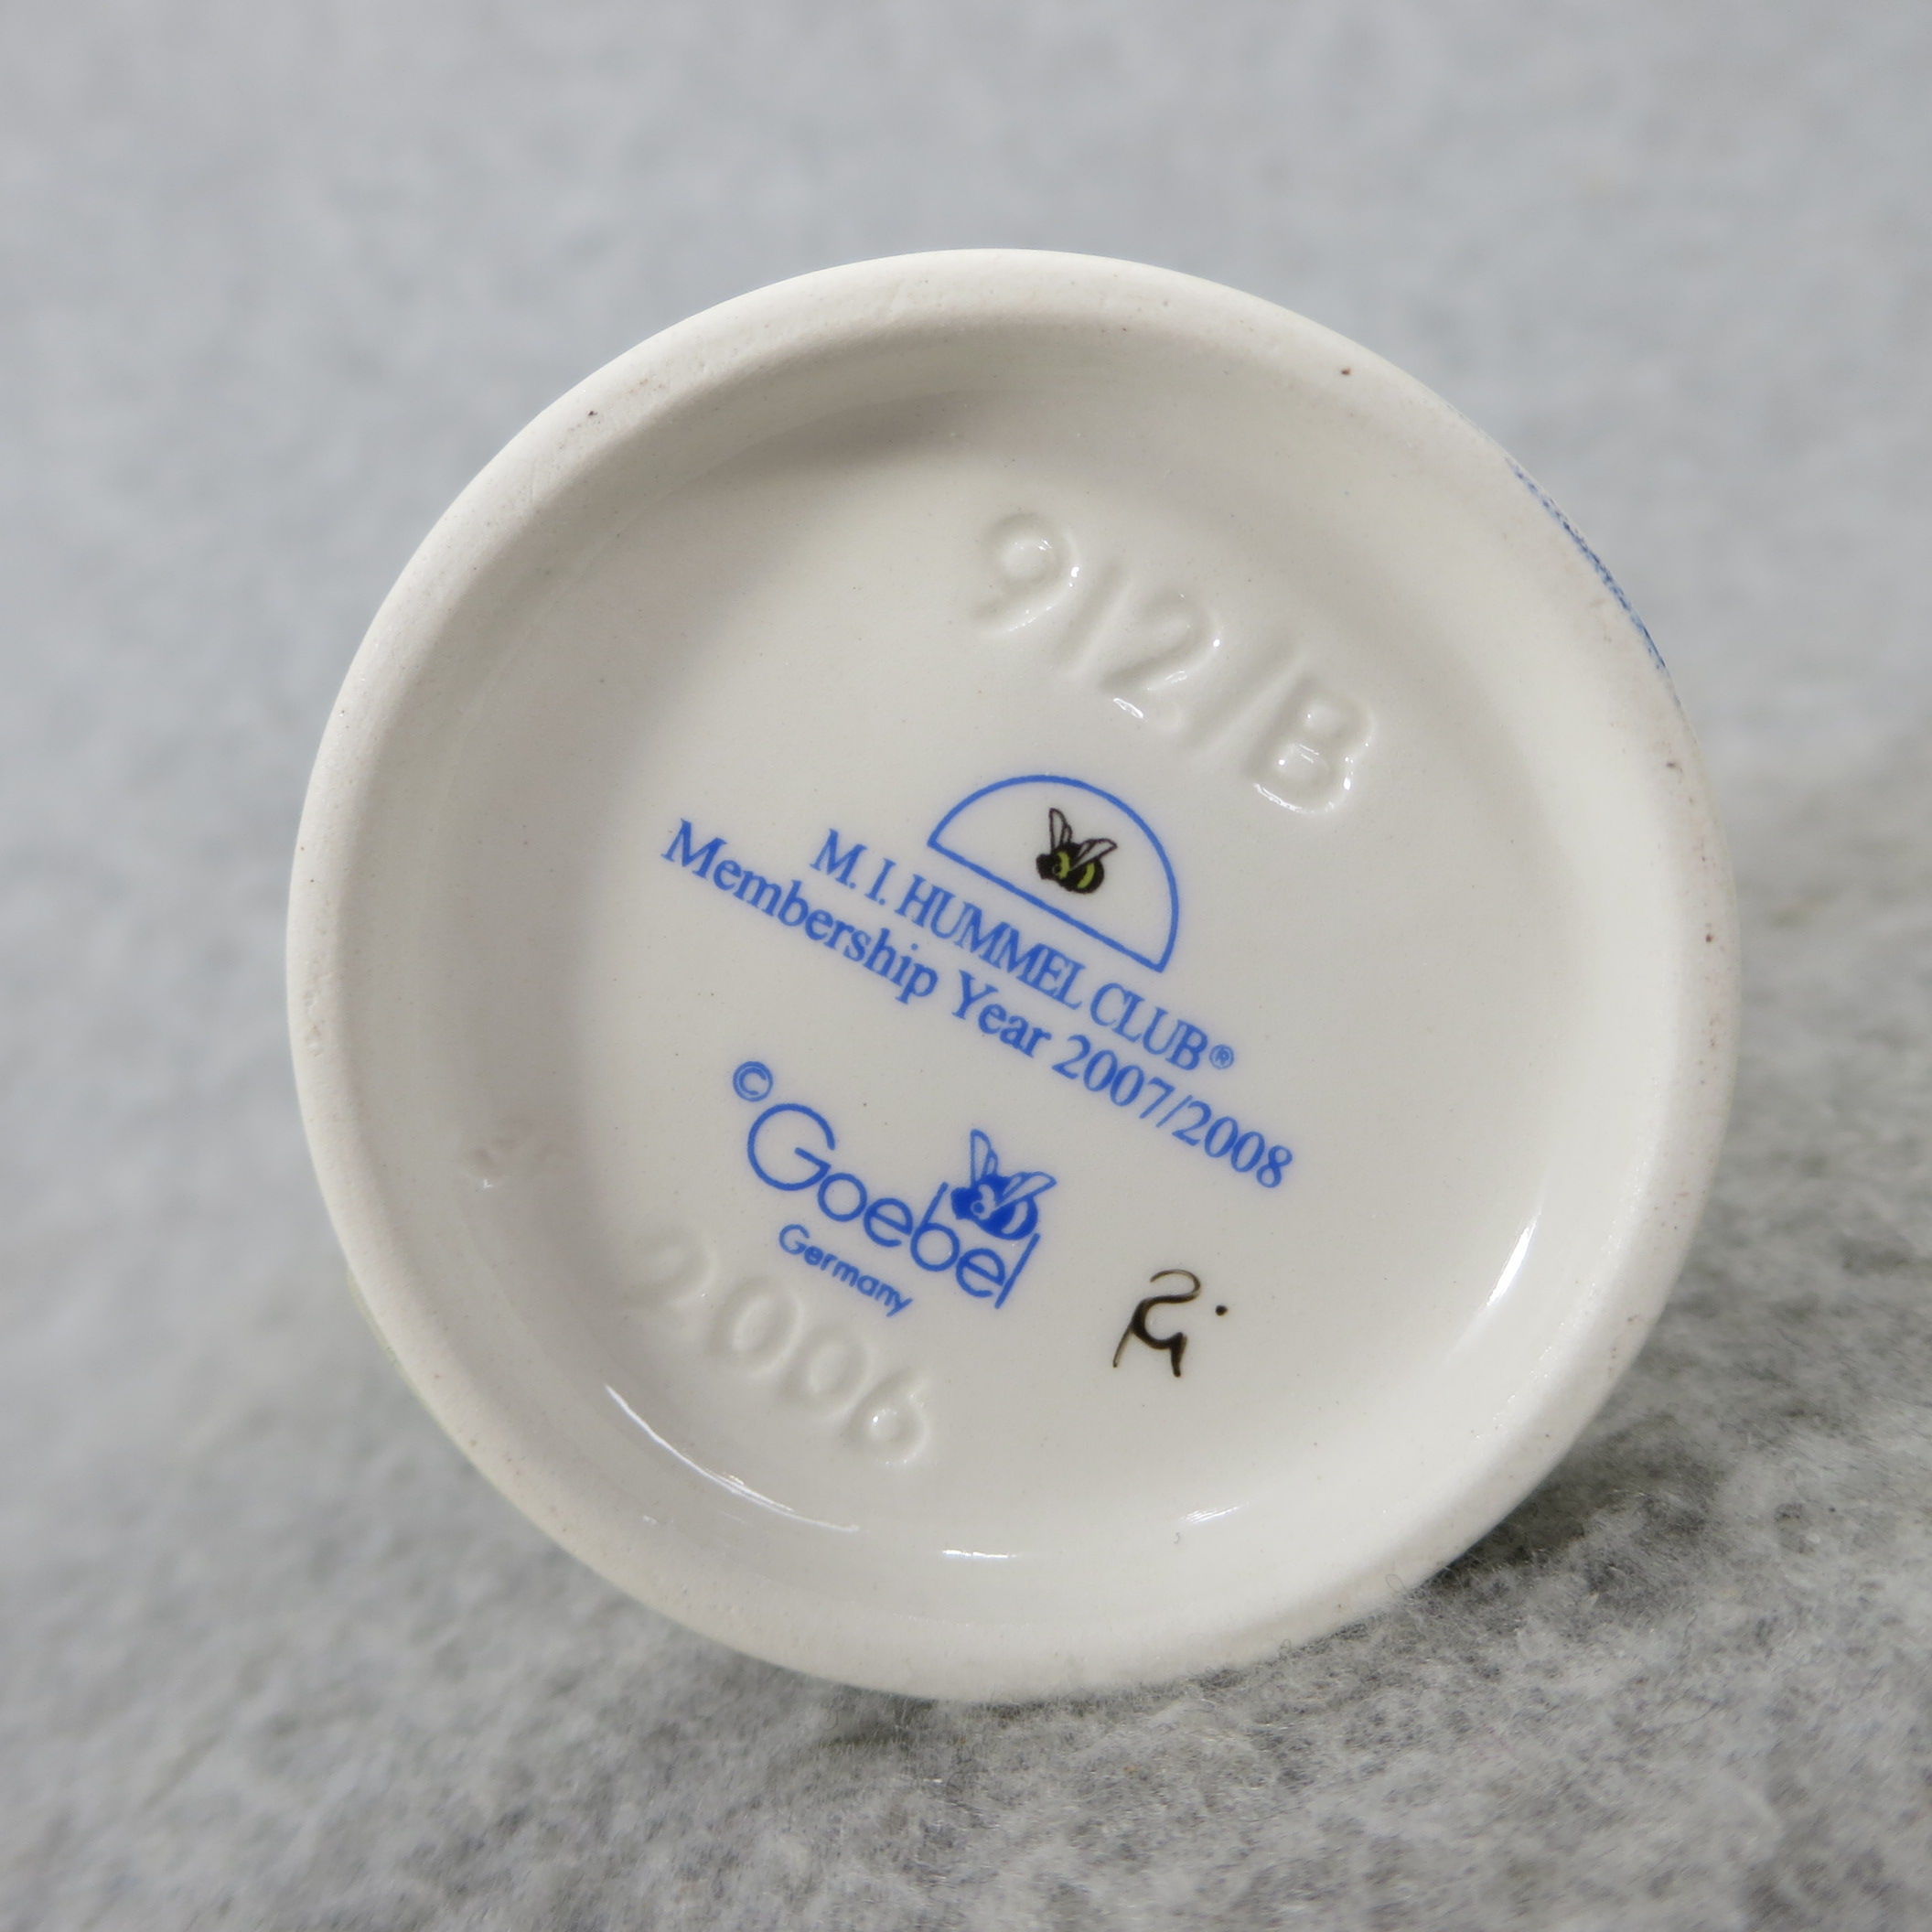 912/B
M. I. HUMMEL CLUB®
Membership Year 2007/2008
©
Goebel
Germany
2006